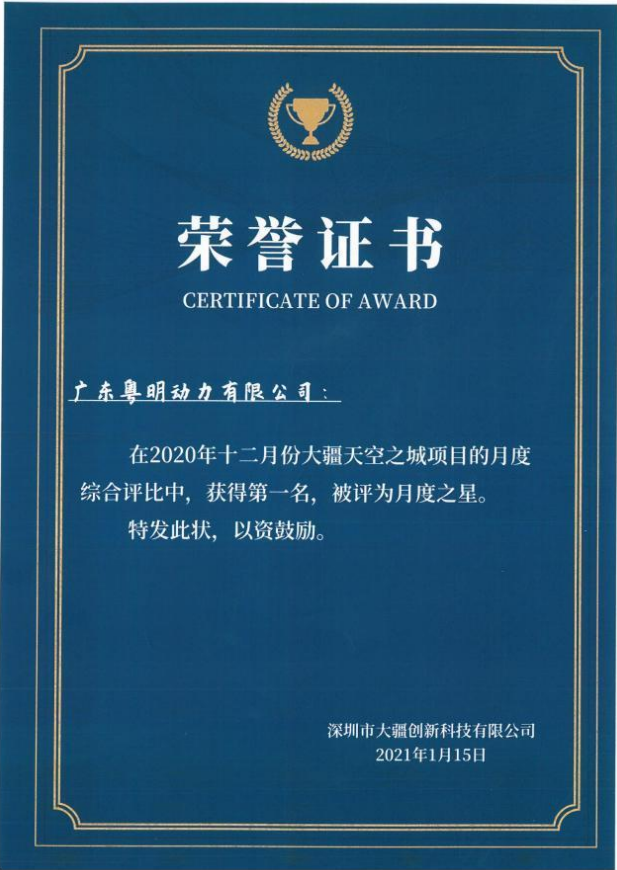 荣誉证书
CERTIFICATE OF AWARD
广东粤明动力有限公司：
在2020年十二月份大疆天空之城项目的月度
综合评比中，获得第一名，被评为月度之星。
特发此状，以资鼓励。
深圳市大疆创新科技有限公司
2021年1月15日